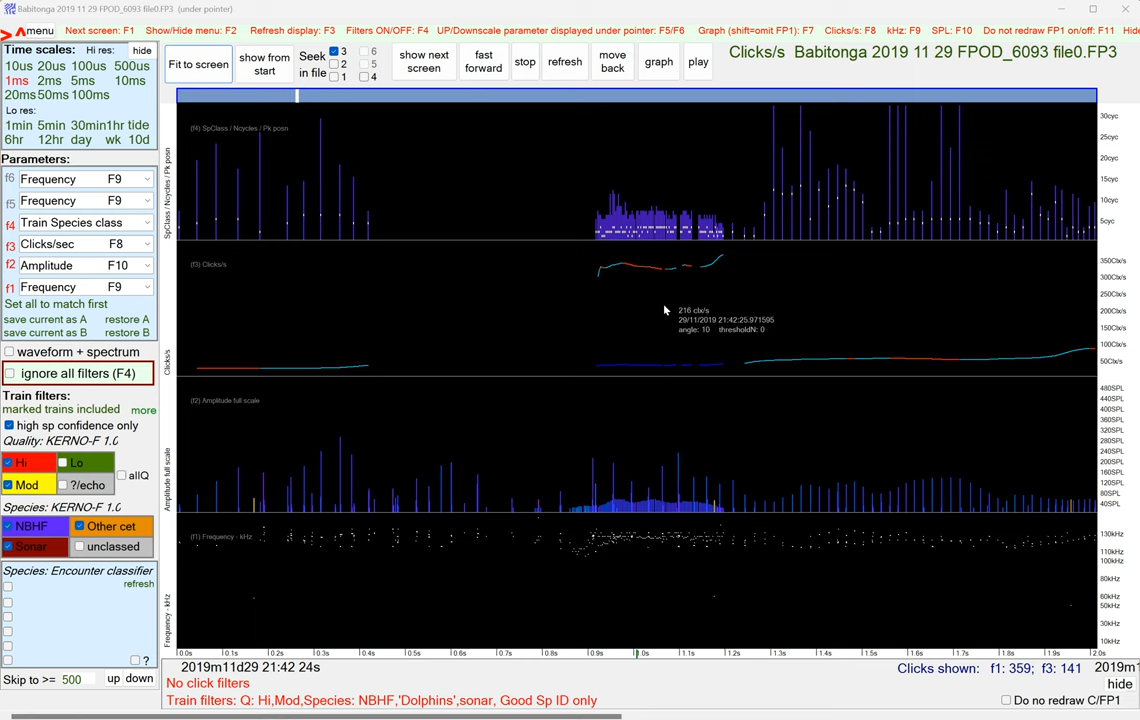 Babitonga 2019 11 29 FPOD_6093 file0.FP3 (under pointer)
menu Next screen: F1 Show/Hide menu: F2 Refresh display: F3 Filters ON/OFF: F4 UP/Downscale parameter displayed under pointer: F5/F6 Graph (shift=omit FP1): F7 Clicks/s: F8 kHz: F9 SPL: F10 Do not redraw FP1 on/off: F11 Hide
Time scales: Hi res: hide
10us 20us 100us 500us
1ms 2ms 5ms 10ms
20ms 50ms 100ms
Lo res:
1min 5min 30min 1hr tide
6hr 12hr day wk 10d
Fit to screen
show from start
Seek in file
3 6
2 5
1 4
show next screen
fast forward
stop
refresh
move back
graph
play
Clicks/s Babitonga 2019 11 29 FPOD_6093 file0.FP3
Parameters:
f6 Frequency F9
f5 Frequency F9
f4 Train Species class
f3 Clicks/sec F8
f2 Amplitude F10
f1 Frequency F9
Set all to match first
save current as A restore A
save current as B restore B
waveform + spectrum
ignore all filters (F4)
Train filters:
marked trains included more
high sp confidence only
Quality: KERNO-F 1.0
Hi Lo
allQ
Mod ?/echo
Species: KERNO-F 1.0
NBHF Other cet
Sonar unclassed
Species: Encounter classifier
refresh
?
Skip to >= 500 up down
(f4) SpClass / Ncycles / Pk posn
SpClass / Ncycles / Pk posn
30cyc
25cyc
20cyc
15cyc
10cyc
5cyc
(f3) Clicks/s
Clicks/s
216 clx/s
29/11/2019 21:42:25.971595
angle: 10 thresholdN: 0
350Clx/s
300Clx/s
250Clx/s
200Clx/s
150Clx/s
100Clx/s
50Clx/s
(f2) Amplitude full scale
Amplitude full scale
480SPL
440SPL
400SPL
360SPL
320SPL
280SPL
240SPL
200SPL
160SPL
120SPL
80SPL
40SPL
(f1) Frequency - kHz
Frequency - kHz
130kHz
110kHz
100kHz
80kHz
60kHz
50kHz
30kHz
10kHz
0.0s 0.1s 0.2s 0.3s 0.4s 0.5s 0.6s 0.7s 0.8s 0.9s 1.0s 1.1s 1.2s 1.3s 1.4s 1.5s 1.6s 1.7s 1.8s 1.9s 2.0s
2019m11d29 21:42 24s
Clicks shown: f1: 359; f3: 141 2019m1
No click filters
hide
Train filters: Q: Hi,Mod,Species: NBHF,'Dolphins',sonar, Good Sp ID only
Do no redraw C/FP1